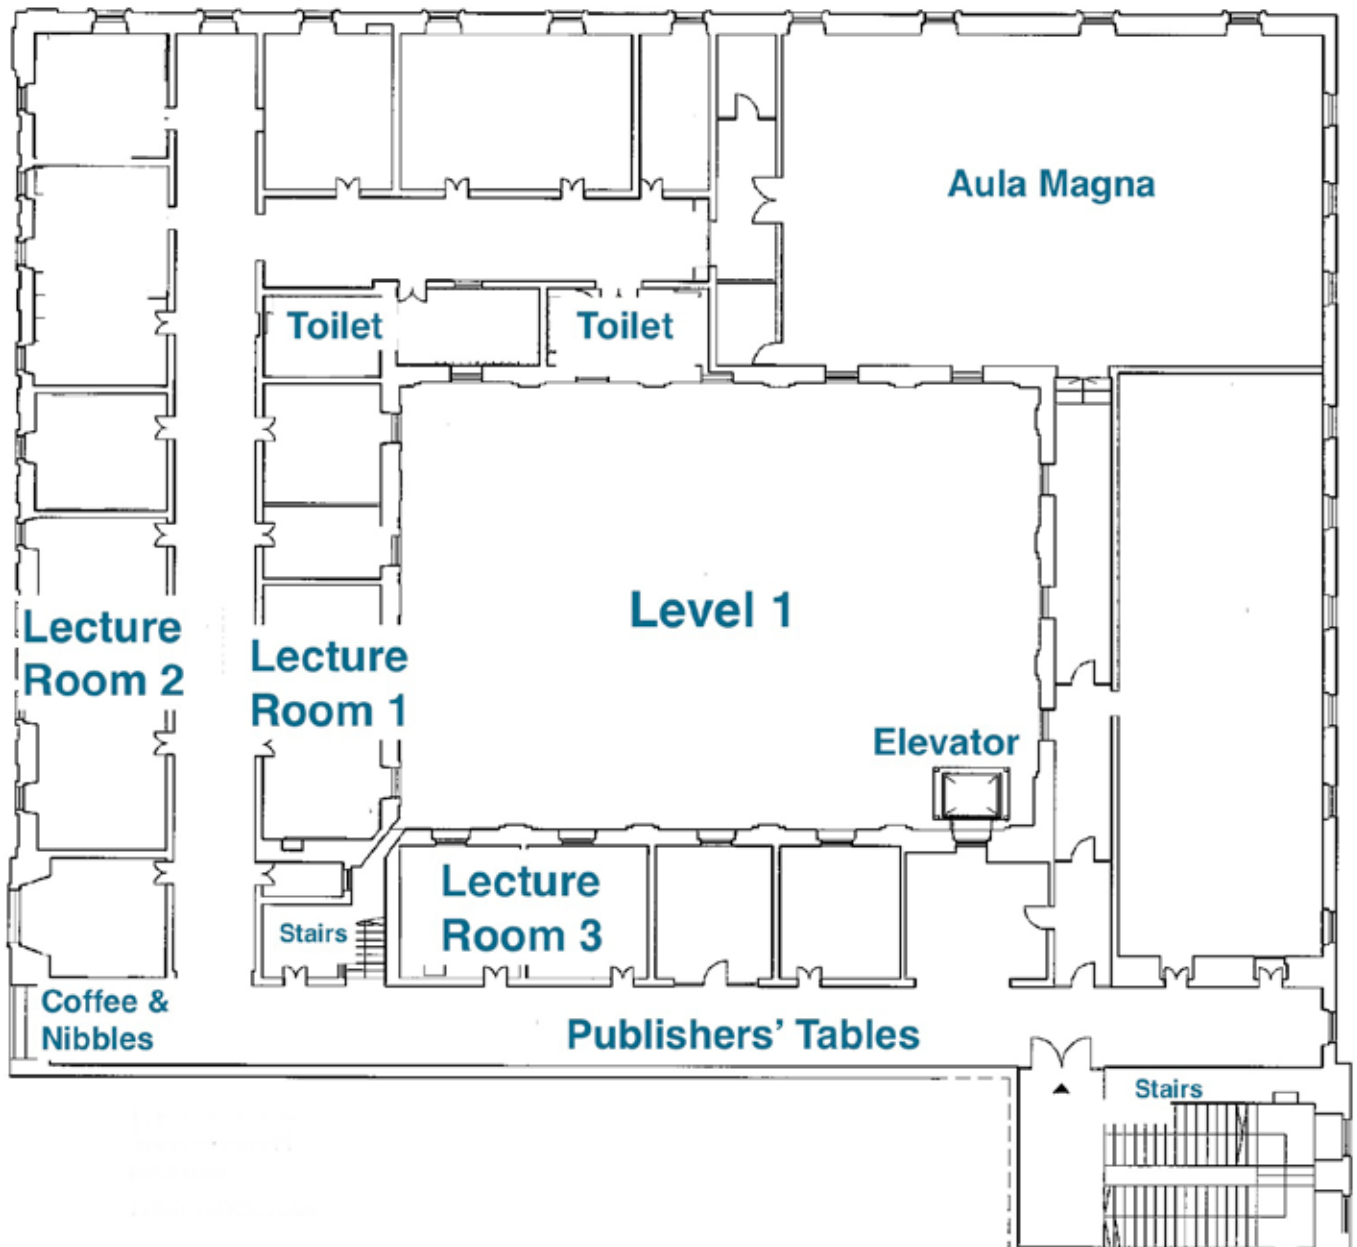 Aula Magna
Toilet
Toilet
Level 1
Lecture
Room 2
Lecture
Room 1
Elevator
Lecture
Room 3
Stairs
Coffee &
Nibbles
Publishers’ Tables
Stairs